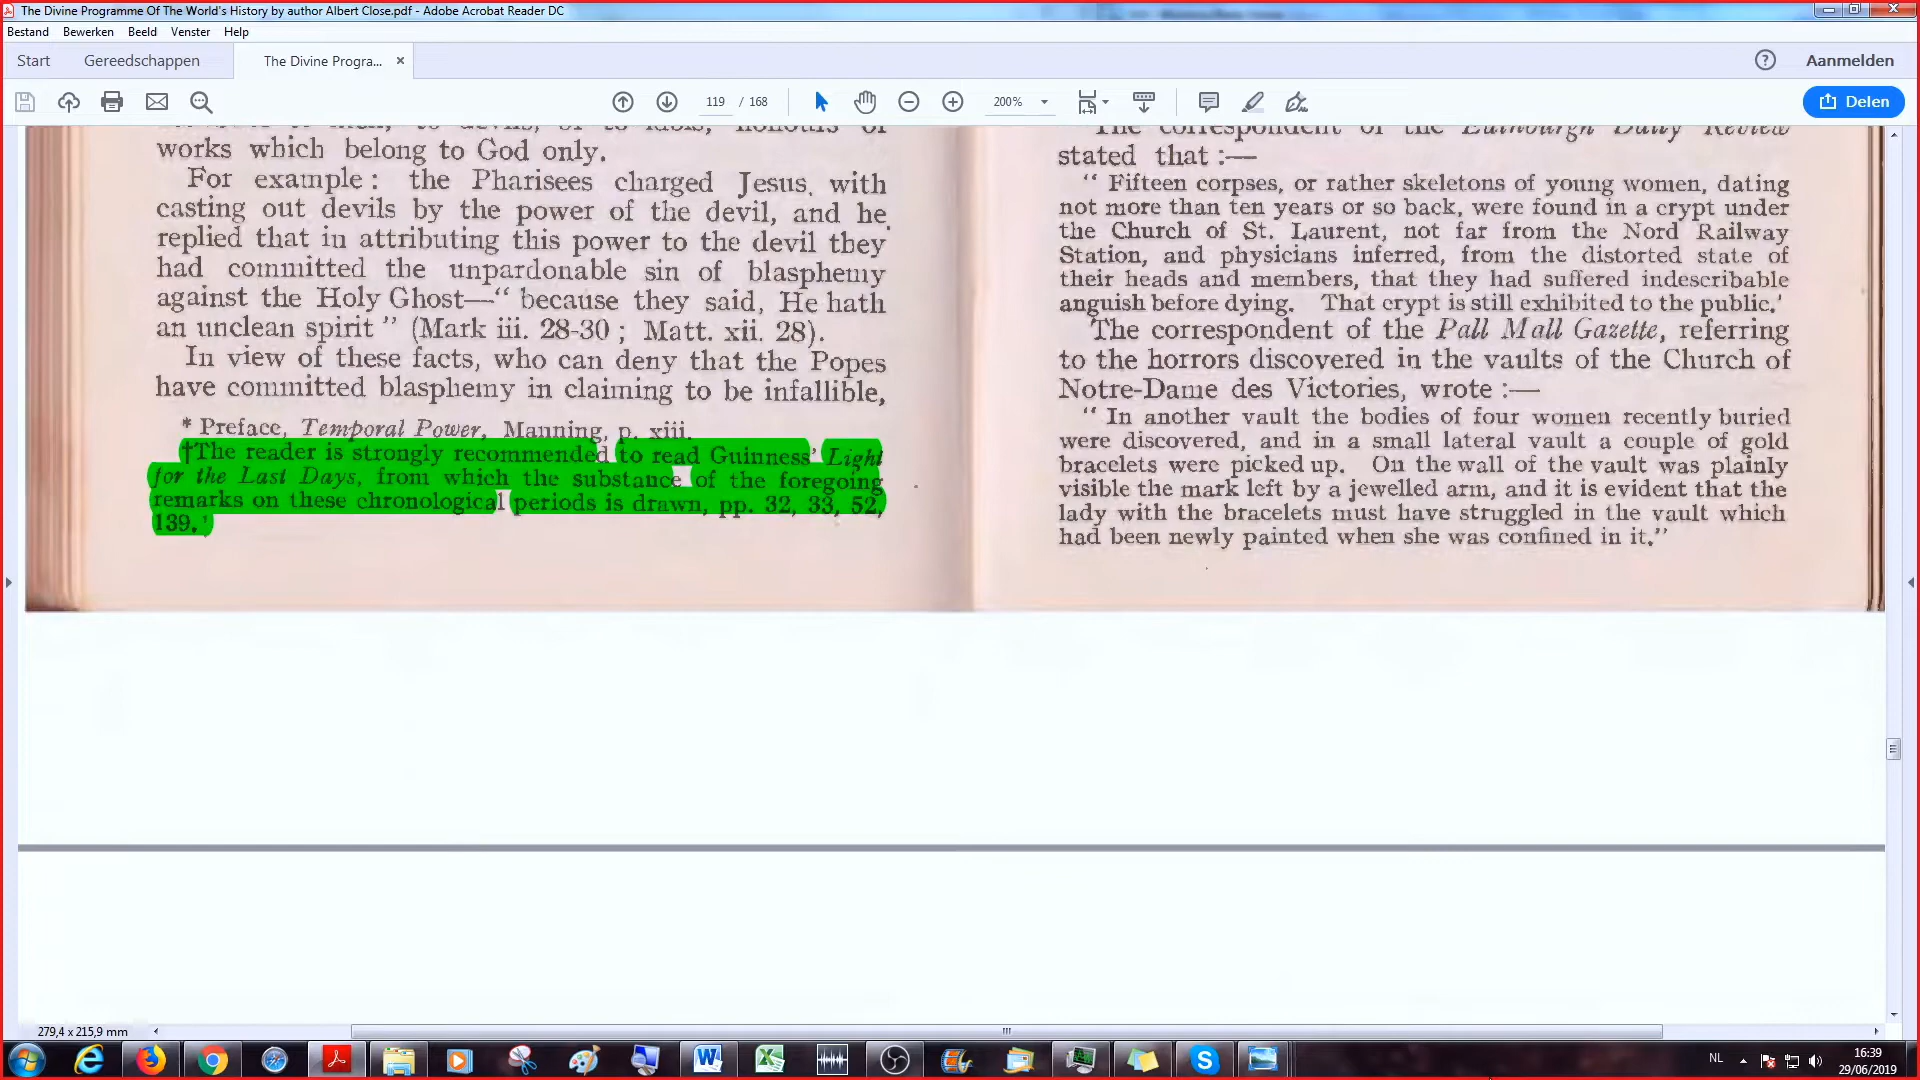 The Divine Programme Of The World's History by author Albert Close.pdf - Adobe Acrobat Reader DC
Bestand Bewerken Beeld Venster Help
Start Gereedschappen The Divine Progra... Aanmelden
119 / 168 200% Delen
works which belong to God only.
For example : the Pharisees charged Jesus with
casting out devils by the power of the devil, and he
replied that in attributing this power to the devil they
had committed the unpardonable sin of blasphemy
against the Holy Ghost—“ because they said, He hath
an unclean spirit ” (Mark iii. 28-30 ; Matt. xii. 28).
In view of these facts, who can deny that the Popes
have committed blasphemy in claiming to be infallible,
* Preface, Temporal Power, Manning, p. xiii.
†The reader is strongly recommended to read Guinness’ Light
for the Last Days, from which the substance of the foregoing
remarks on these chronological periods is drawn, pp. 32, 33, 52,
139.’
The correspondent of the Edinburgh Daily Review
stated that :—
“ Fifteen corpses, or rather skeletons of young women, dating
not more than ten years or so back, were found in a crypt under
the Church of St. Laurent, not far from the Nord Railway
Station, and physicians inferred, from the distorted state of
their heads and members, that they had suffered indescribable
anguish before dying. That crypt is still exhibited to the public.’
The correspondent of the Pall Mall Gazette, referring
to the horrors discovered in the vaults of the Church of
Notre-Dame des Victories, wrote :—
“ In another vault the bodies of four women recently buried
were discovered, and in a small lateral vault a couple of gold
bracelets were picked up. On the wall of the vault was plainly
visible the mark left by a jewelled arm, and it is evident that the
lady with the bracelets must have struggled in the vault which
had been newly painted when she was confined in it.”
279,4 x 215,9 mm
NL 16:39
29/06/2019